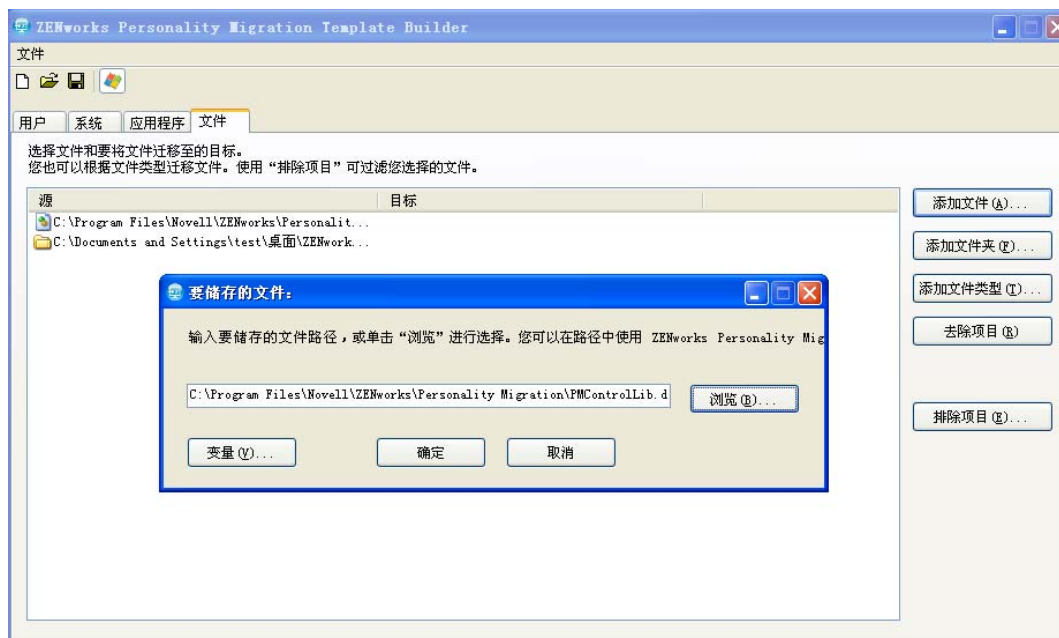 ZENworks Personality Migration Template Builder
文件
用户 系统 应用程序 文件
选择文件和要将文件迁移至的目标。
您也可以根据文件类型迁移文件。使用“排除项目”可过滤您选择的文件。
源 目标
C:\Program Files\Novell\ZENworks\Personalit...
C:\Documents and Settings\test\桌面\ZENwork...
添加文件(A)...
添加文件夹(F)...
添加文件类型(T)...
去除项目(R)
排除项目(E)...
要储存的文件:
输入要储存的文件路径，或单击“浏览”进行选择。您可以在路径中使用 ZENworks Personality Mig
C:\Program Files\Novell\ZENworks\Personality Migration\PMControlLib.d
浏览(B)...
变量(V)... 确定 取消